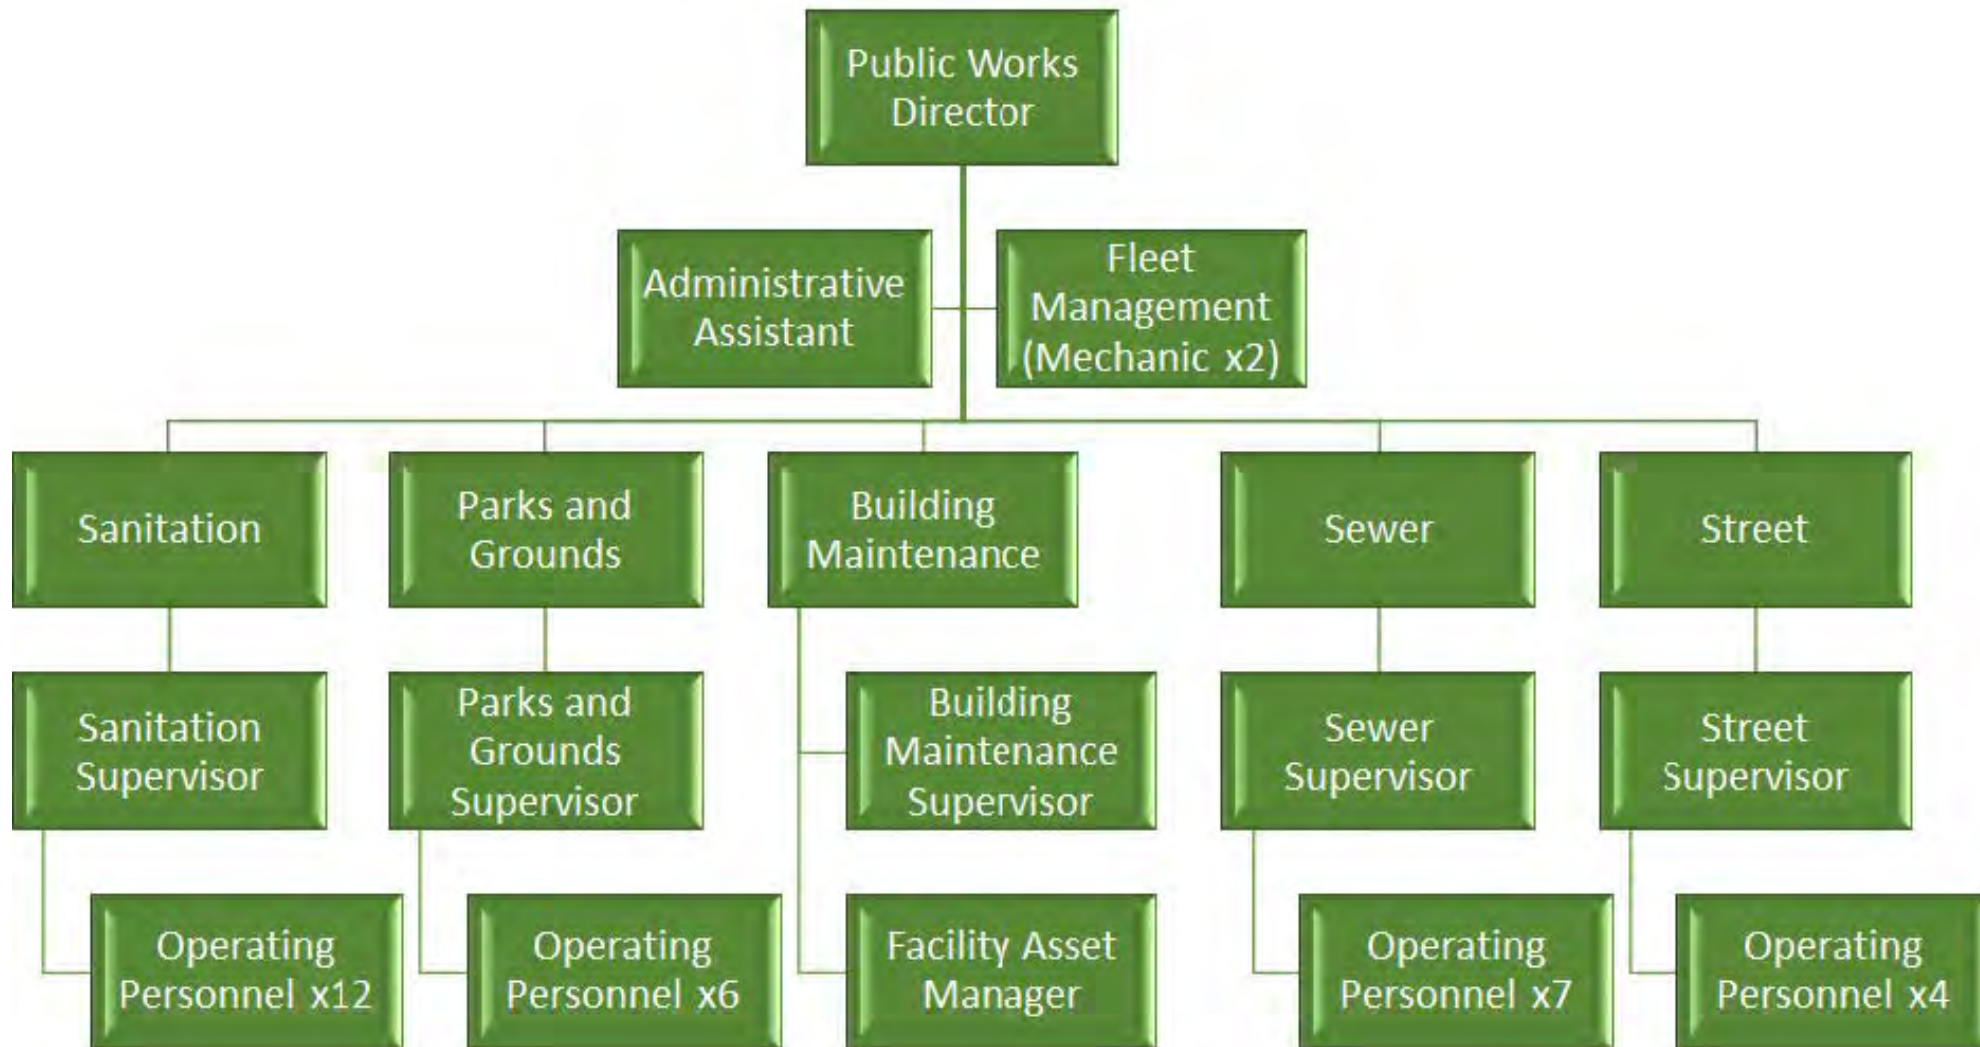 Public Works
Director
Administrative
Assistant
Fleet
Management
(Mechanic x2)
Sanitation
Parks and
Grounds
Building
Maintenance
Sewer
Street
Sanitation
Supervisor
Parks and
Grounds
Supervisor
Building
Maintenance
Supervisor
Sewer
Supervisor
Street
Supervisor
Operating
Personnel x12
Operating
Personnel x6
Facility Asset
Manager
Operating
Personnel x7
Operating
Personnel x4